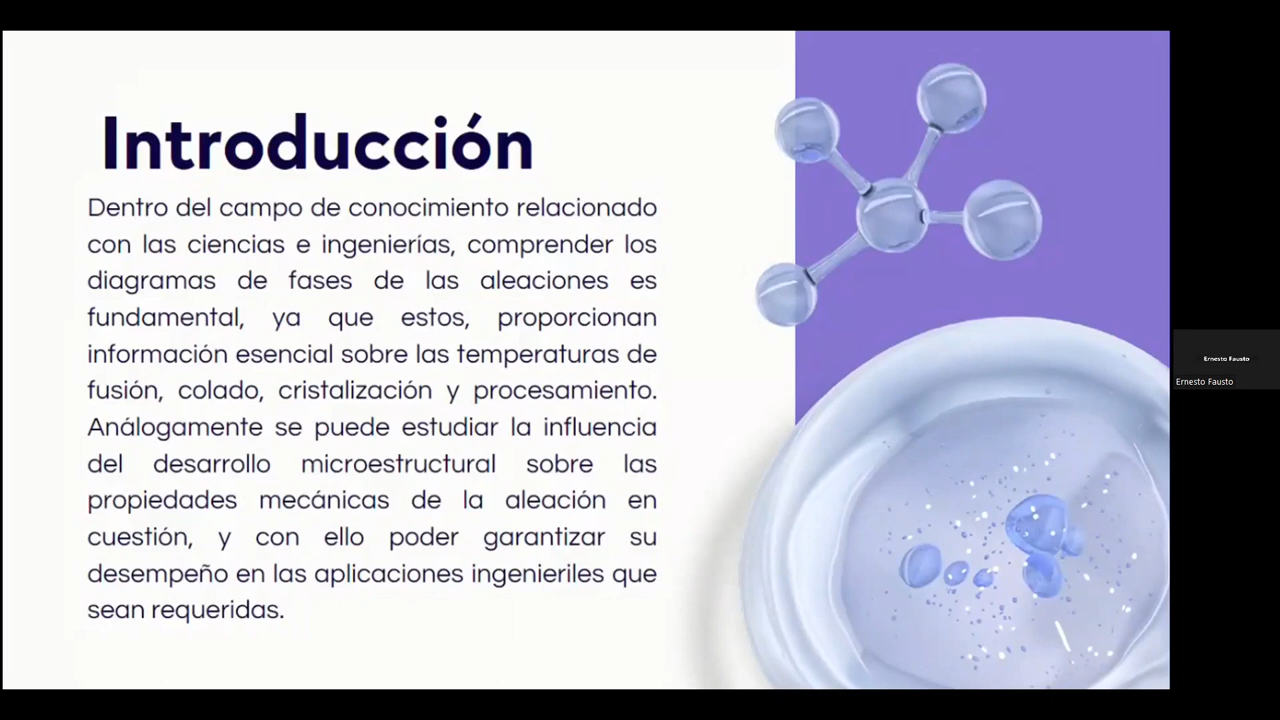 Introducción
Dentro del campo de conocimiento relacionado
con las ciencias e ingenierías, comprender los
diagramas de fases de las aleaciones es
fundamental, ya que estos, proporcionan
información esencial sobre las temperaturas de
fusión, colado, cristalización y procesamiento.
Análogamente se puede estudiar la influencia
del desarrollo microestructural sobre las
propiedades mecánicas de la aleación en
cuestión, y con ello poder garantizar su
desempeño en las aplicaciones ingenieriles que
sean requeridas.
Ernesto Fausto
Ernesto Fausto